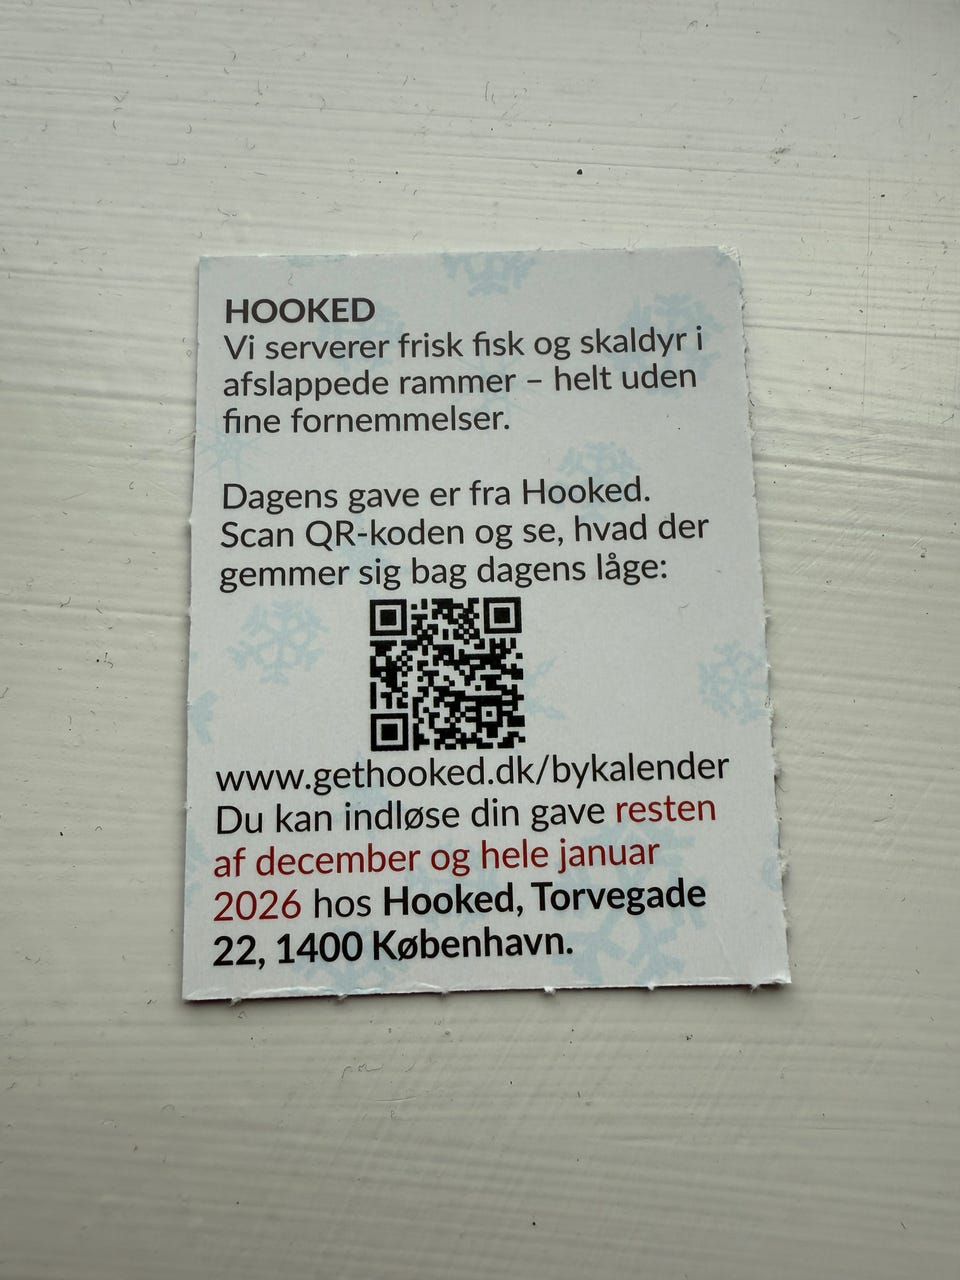 HOOKED
Vi serverer frisk fisk og skaldyr i
afslappede rammer – helt uden
fine fornemmelser.
Dagens gave er fra Hooked.
Scan QR-koden og se, hvad der
gemmer sig bag dagens låge:
www.gethooked.dk/bykalender
Du kan indløse din gave resten
af december og hele januar
2026 hos Hooked, Torvegade
22, 1400 København.